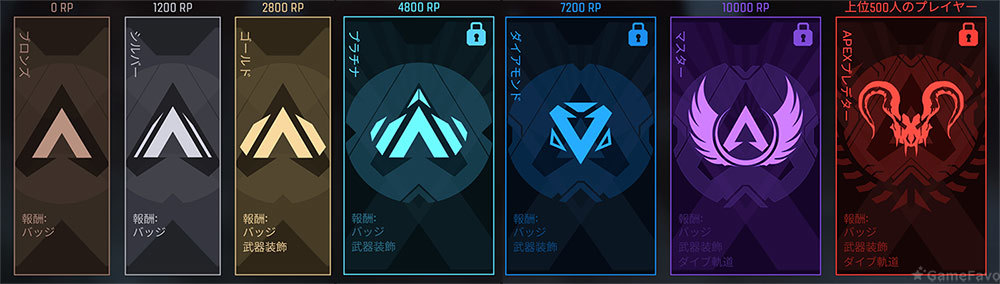 0 RP
ブロンズ
報酬:
バッジ
1200 RP
シルバー
報酬:
バッジ
2800 RP
ゴールド
報酬:
バッジ
武器装飾
4800 RP
プラチナ
報酬:
バッジ
武器装飾
7200 RP
ダイアモンド
報酬:
バッジ
武器装飾
10000 RP
マスター
報酬:
バッジ
武器装飾
ダイブ軌道
上位500人のプレイヤー
APEXプレデター
報酬:
バッジ
武器装飾
ダイブ軌道
GameFavo